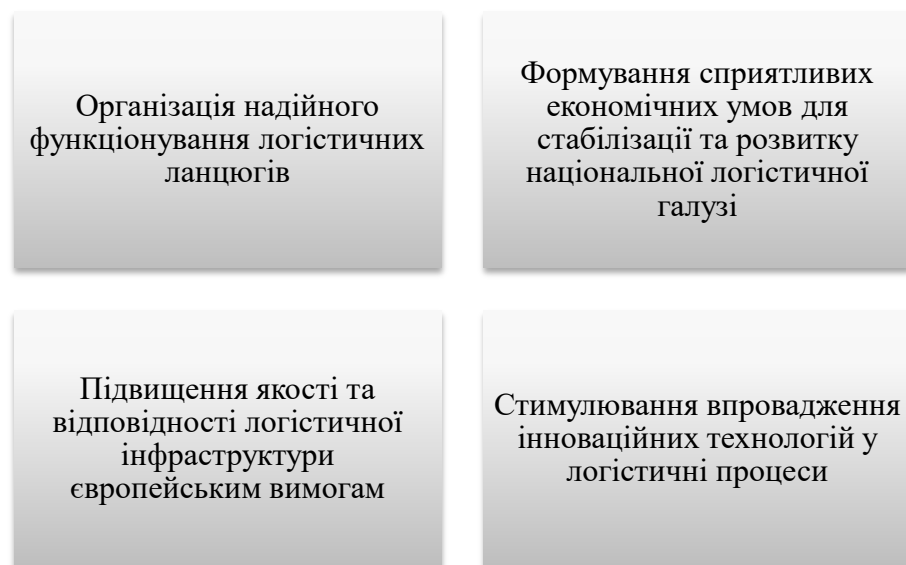 Організація надійного
функціонування логістичних
ланцюгів
Формування сприятливих
економічних умов для
стабілізації та розвитку
національної логістичної
галузі
Підвищення якості та
відповідності логістичної
інфраструктури
європейським вимогам
Стимулювання впровадження
інноваційних технологій у
логістичні процеси